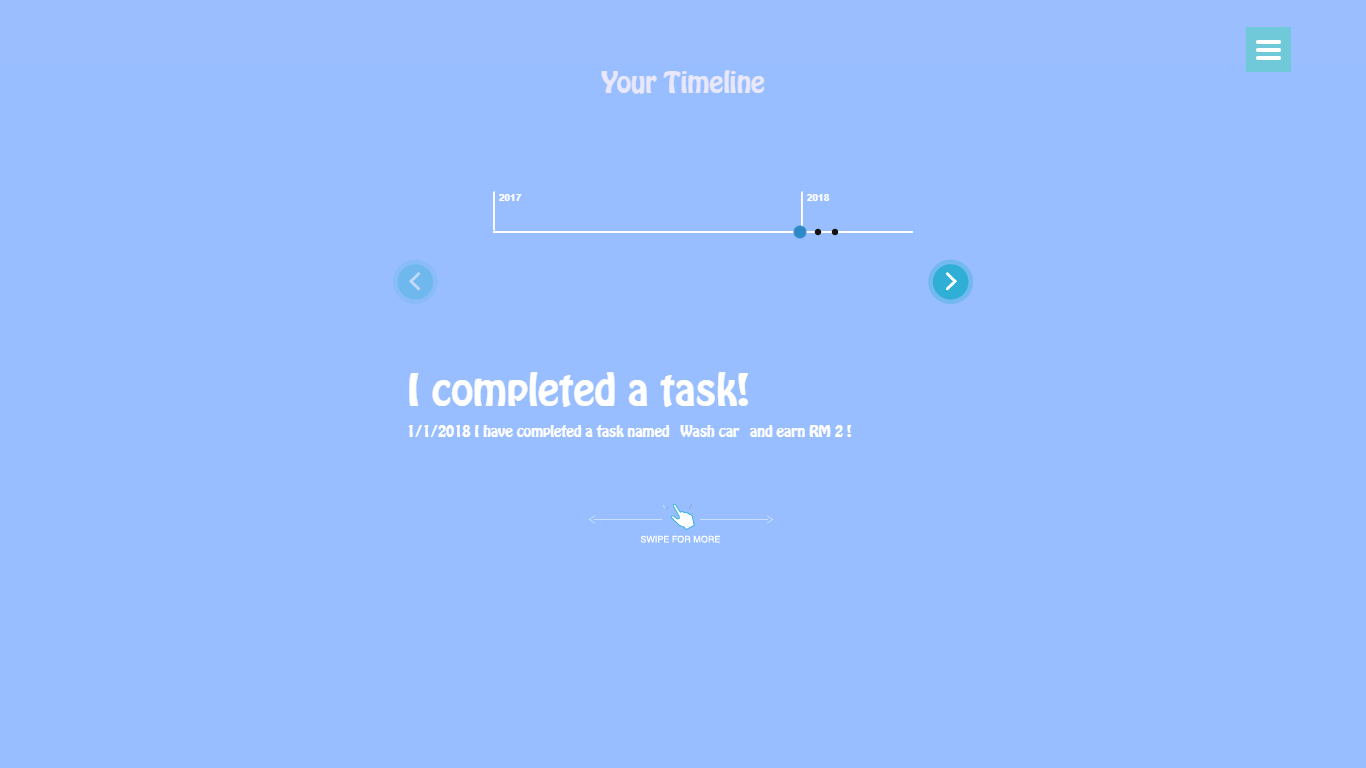 Your Timeline
2017 2018
I completed a task!
1/1/2018 I have completed a task named Wash car and earn RM 2 !
SWIPE FOR MORE